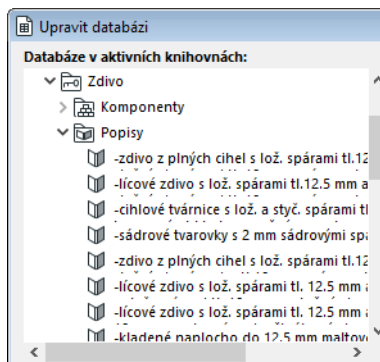 Upravit databázi
Databáze v aktivních knihovnách:
Zdivo
Komponenty
Popisy
-zdivo z plných cihel s lož. spárami tl.12
-lícové zdivo s lož. spárami tl.12.5 mm a
-cihlové tvárnice s lož. a styč. spárami tl
-sádrové tvarovky s 2 mm sádrovými spá
-zdivo z plných cihel s lož. spárami tl.12
-lícové zdivo s lož. spárami tl. 12.5 mm a
-lícové zdivo s lož. spárami tl. 12.5 mm a
-kladené naplocho do 12.5 mm maltov